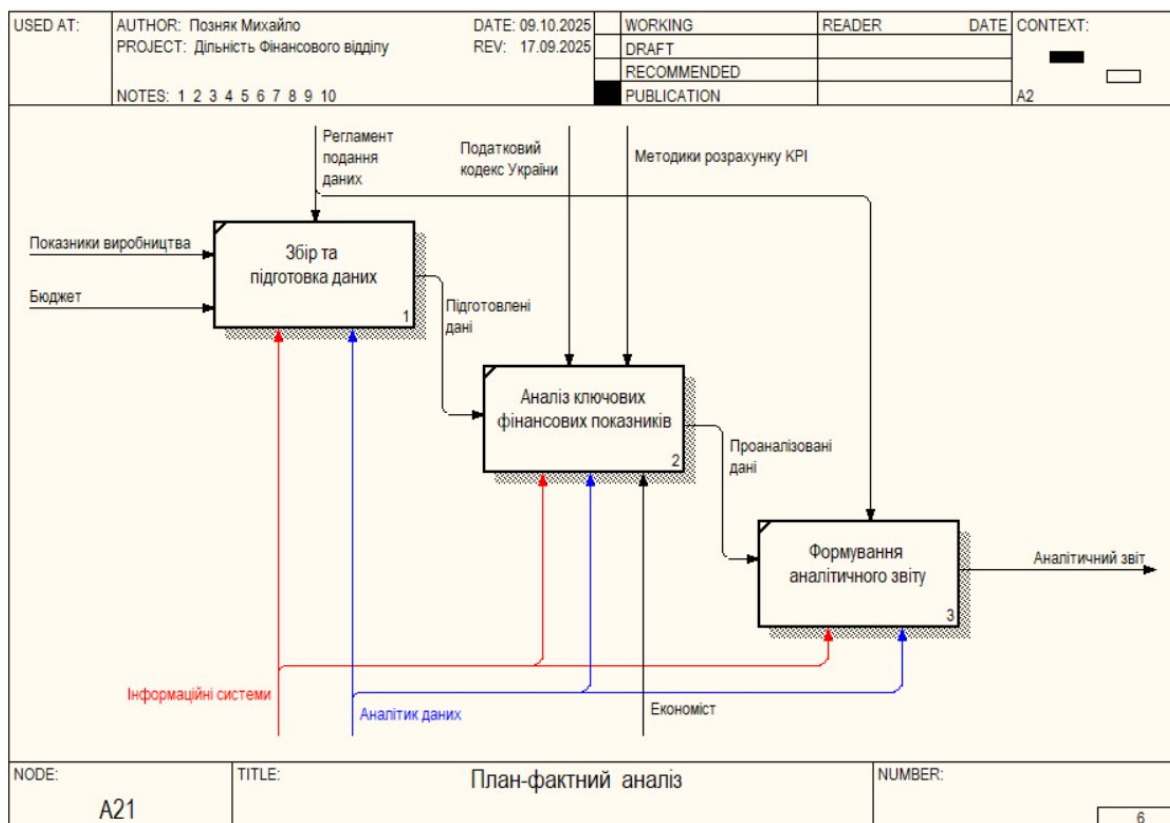 USED AT:
AUTHOR: Позняк Михайло
DATE: 09.10.2025
PROJECT: Дільність Фінансового відділу
REV: 17.09.2025
NOTES: 1 2 3 4 5 6 7 8 9 10
WORKING
DRAFT
RECOMMENDED
PUBLICATION
READER
DATE
CONTEXT:
A2
Регламент
подання
даних
Податковий
кодекс України
Методики розрахунку KPI
Показники виробництва
Бюджет
Збір та
підготовка даних
1
Підготовлені
дані
Аналіз ключових
фінансових показників
2
Проаналізовані
дані
Формування
аналітичного звіту
3
Аналітичний звіт
Інформаційні системи
Аналітик даних
Економіст
NODE:
A21
TITLE:
План-фактний аналіз
NUMBER:
6